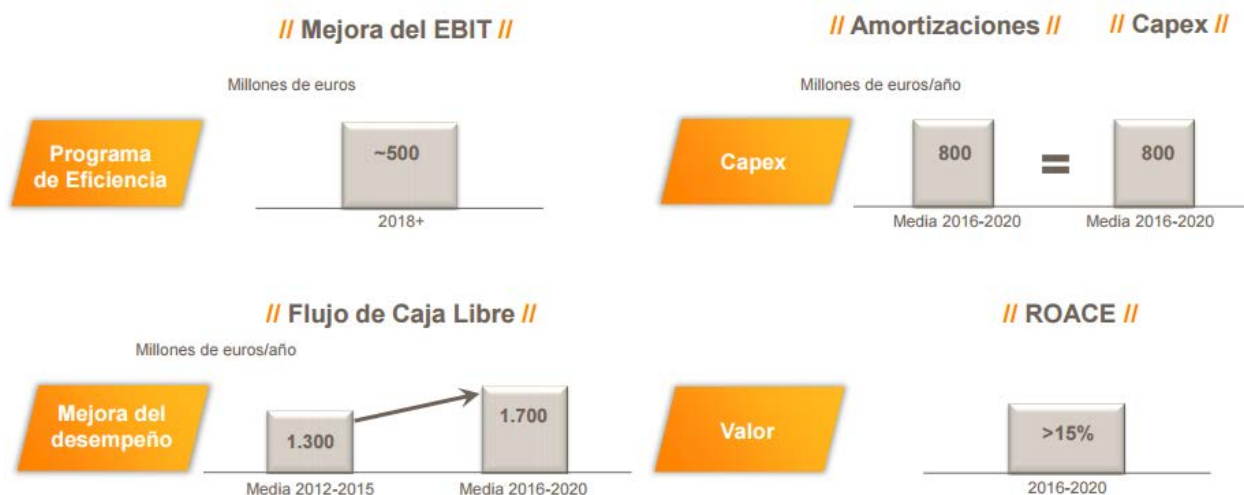 // Mejora del EBIT //
Millones de euros
Programa
de Eficiencia
~500
2018+
// Amortizaciones // // Capex //
Millones de euros/año
Capex
800 = 800
Media 2016-2020 Media 2016-2020
// Flujo de Caja Libre //
Millones de euros/año
Mejora del
desempeño
1.300 1.700
Media 2012-2015 Media 2016-2020
// ROACE //
Valor
>15%
2016-2020